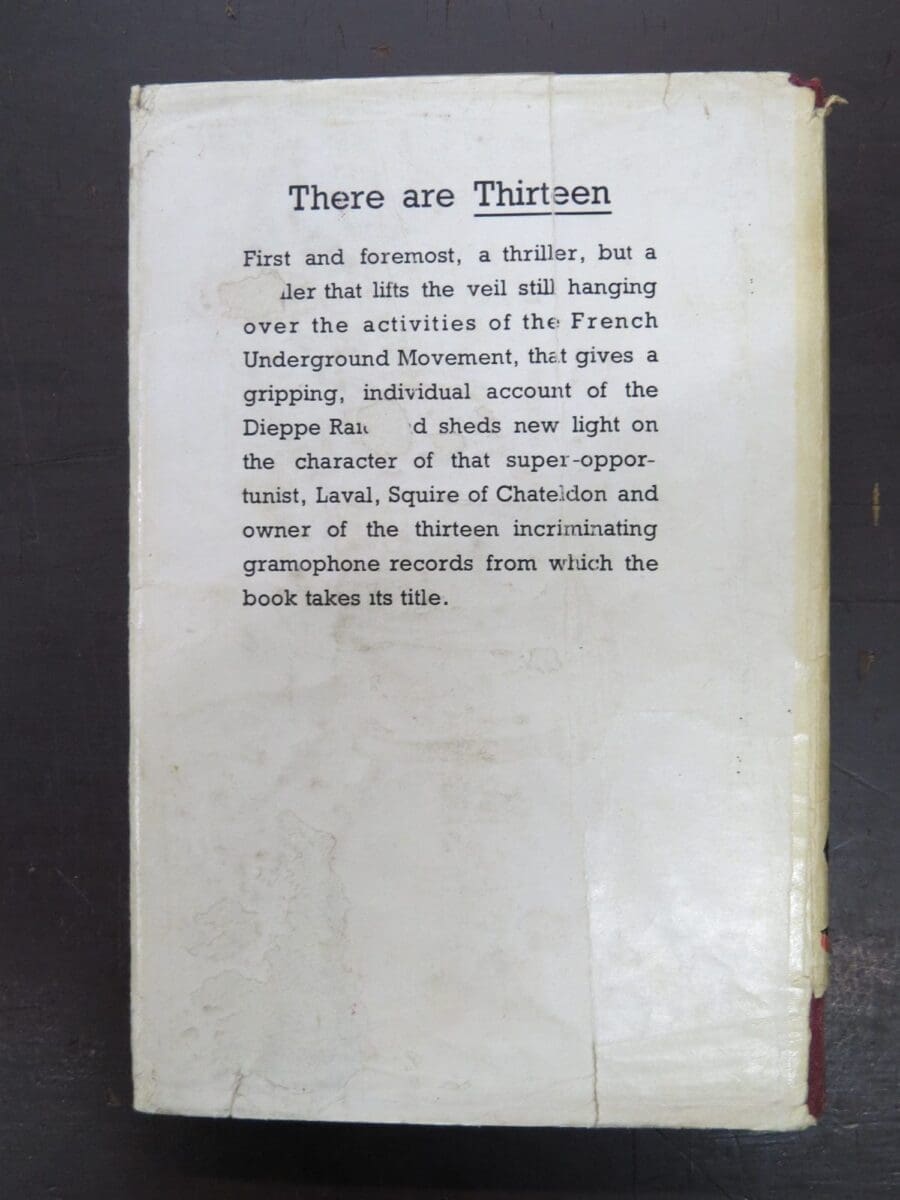 There are Thirteen
First and foremost, a thriller, but a
that lifts the veil still hanging
over the activities of the French
Underground Movement, that gives a
gripping, individual account of the
Dieppe sheds new light on
the character of that super-oppor-
tunist, Laval, Squire of Chateldon and
owner of the thirteen incriminating
gramophone records from which the
book takes its title.